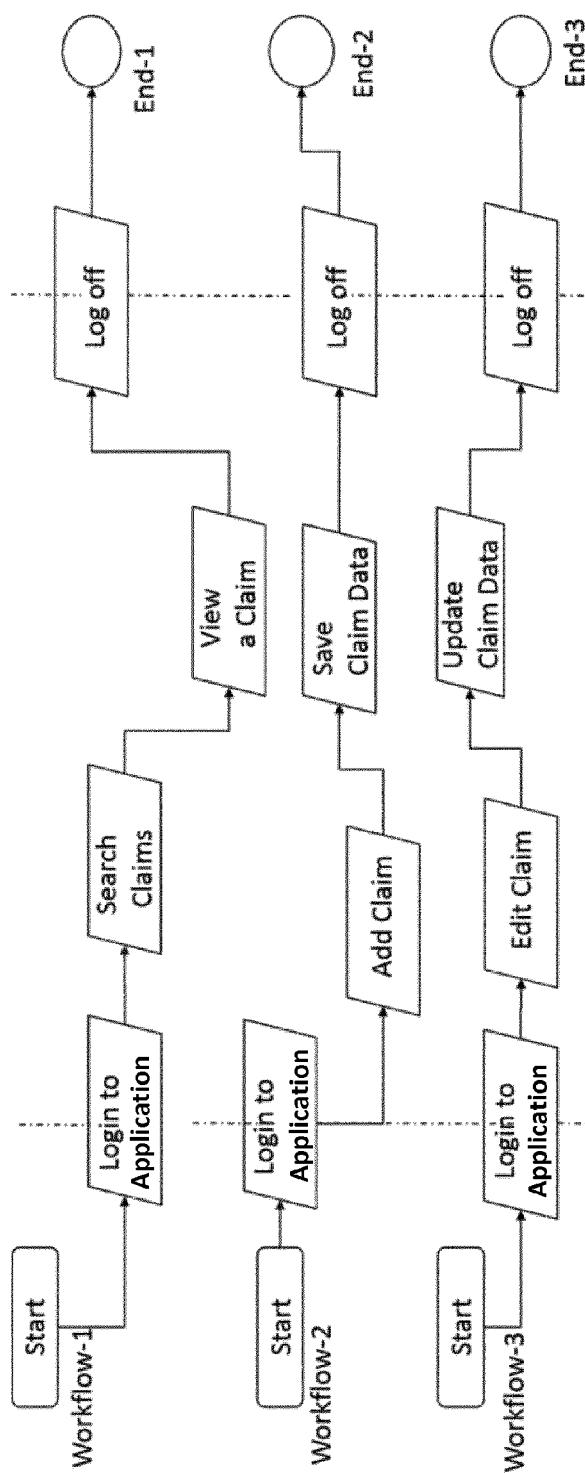 Start
Workflow-1
Login to
Application
Search
Claims
View
a Claim
Log off
End-1
Start
Workflow-2
Login to
Application
Add Claim
Save
Claim Data
Log off
End-2
Start
Workflow-3
Login to
Application
Edit Claim
Update
Claim Data
Log off
End-3